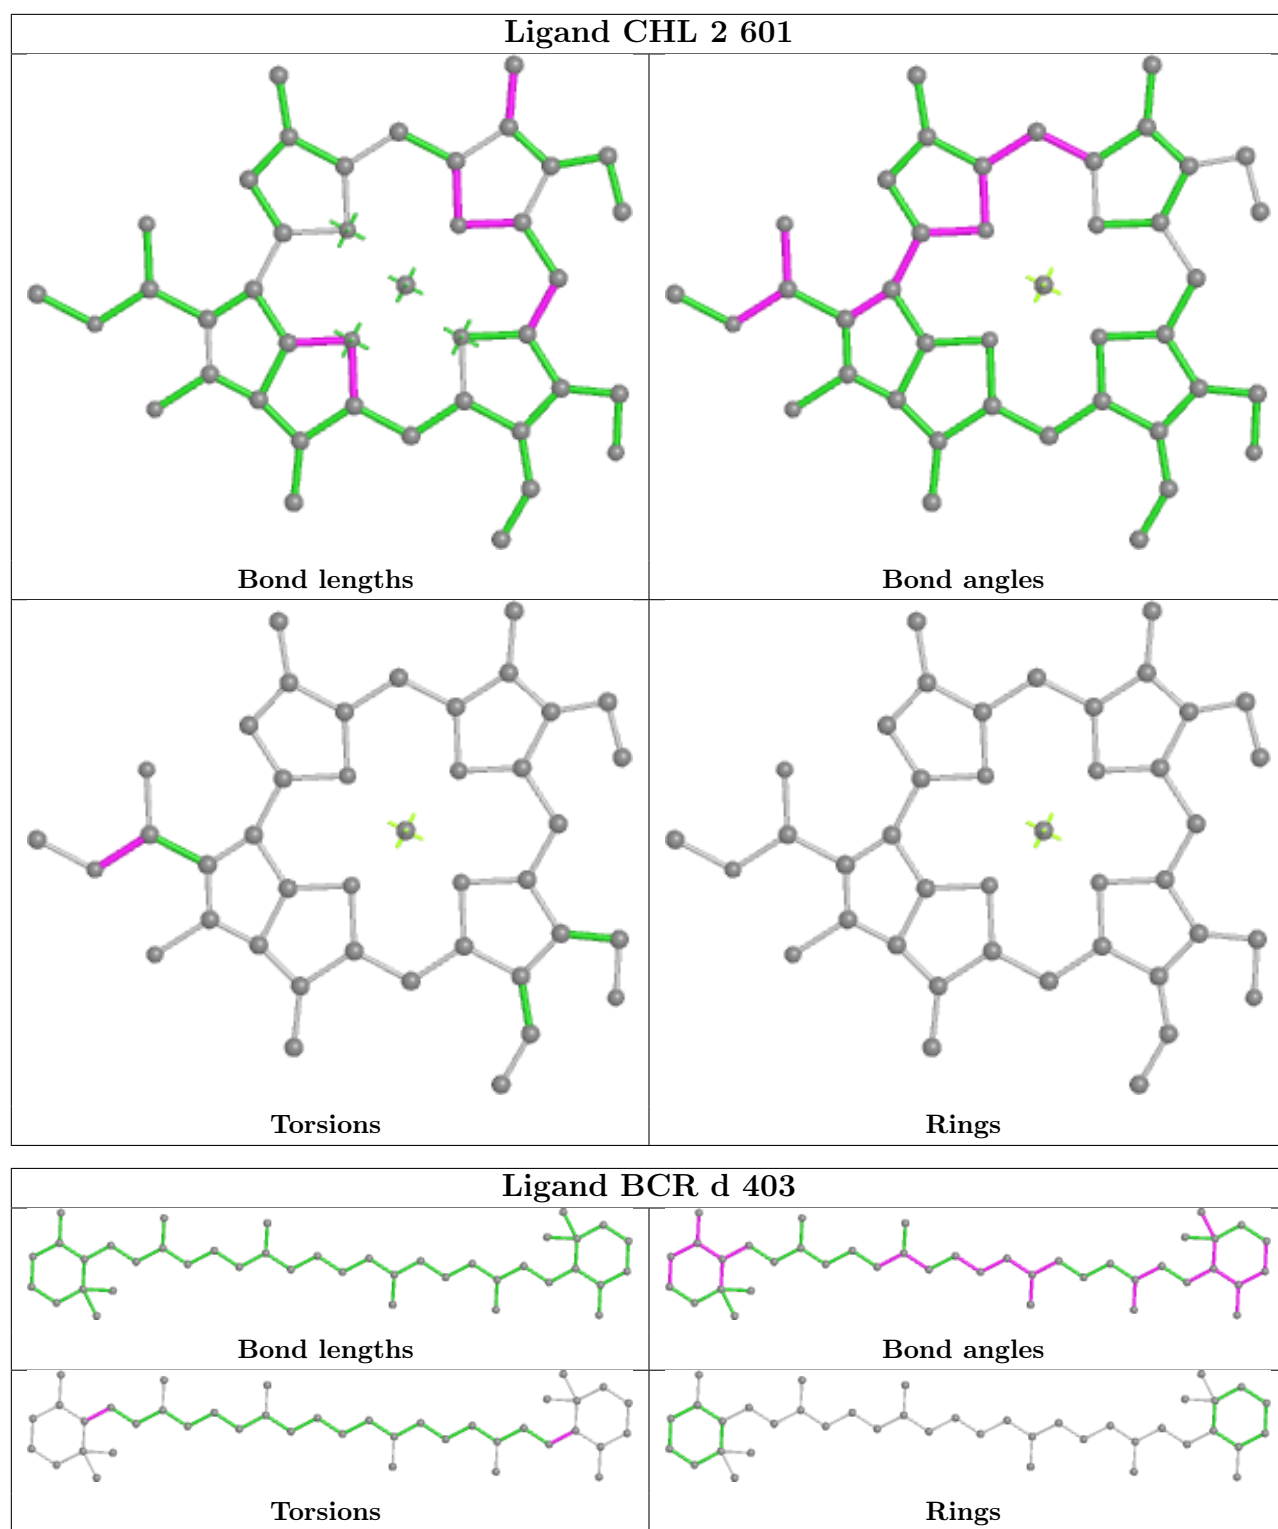 Ligand CHL 2 601
Bond lengths
Bond angles
Torsions
Rings
Ligand BCR d 403
Bond lengths
Bond angles
Torsions
Rings